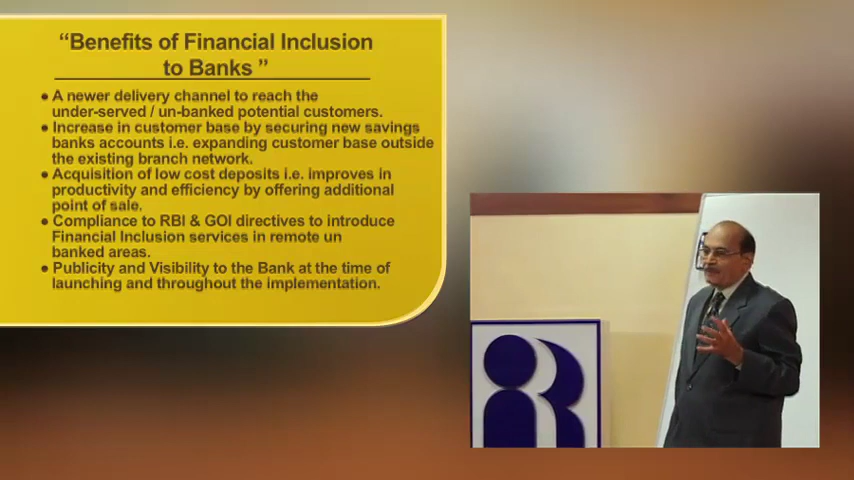 “Benefits of Financial Inclusion
to Banks ”
● A newer delivery channel to reach the
under-served / un-banked potential customers.
● Increase in customer base by securing new savings
banks accounts i.e. expanding customer base outside
the existing branch network.
● Acquisition of low cost deposits i.e. improves in
productivity and efficiency by offering additional
point of sale.
● Compliance to RBI & GOI directives to introduce
Financial Inclusion services in remote un
banked areas.
● Publicity and Visibility to the Bank at the time of
launching and throughout the implementation.